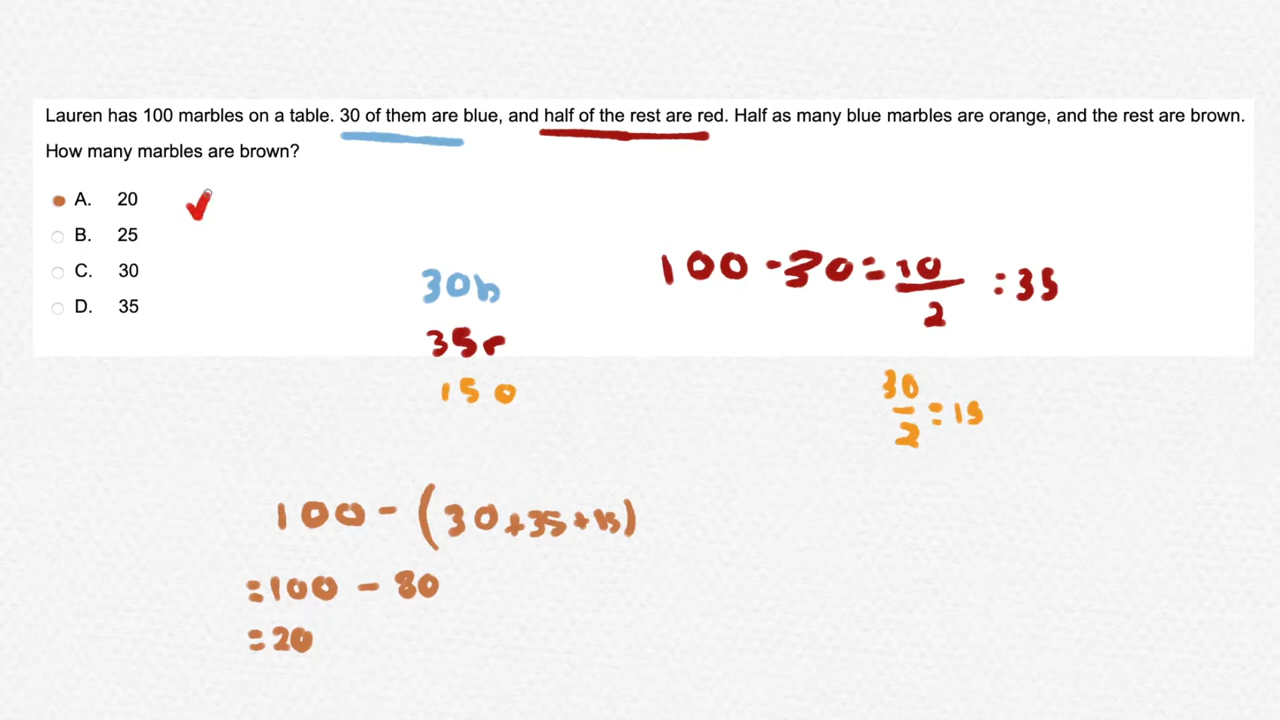 Lauren has 100 marbles on a table. 30 of them are blue, and half of the rest are red. Half as many blue marbles are orange, and the rest are brown.
How many marbles are brown?
A. 20
B. 25
C. 30
D. 35
30b
35r
15 o
100 - 30 = 70/2 = 35
30/2 = 15
100 - (30+35+15)
=100 - 80
=20